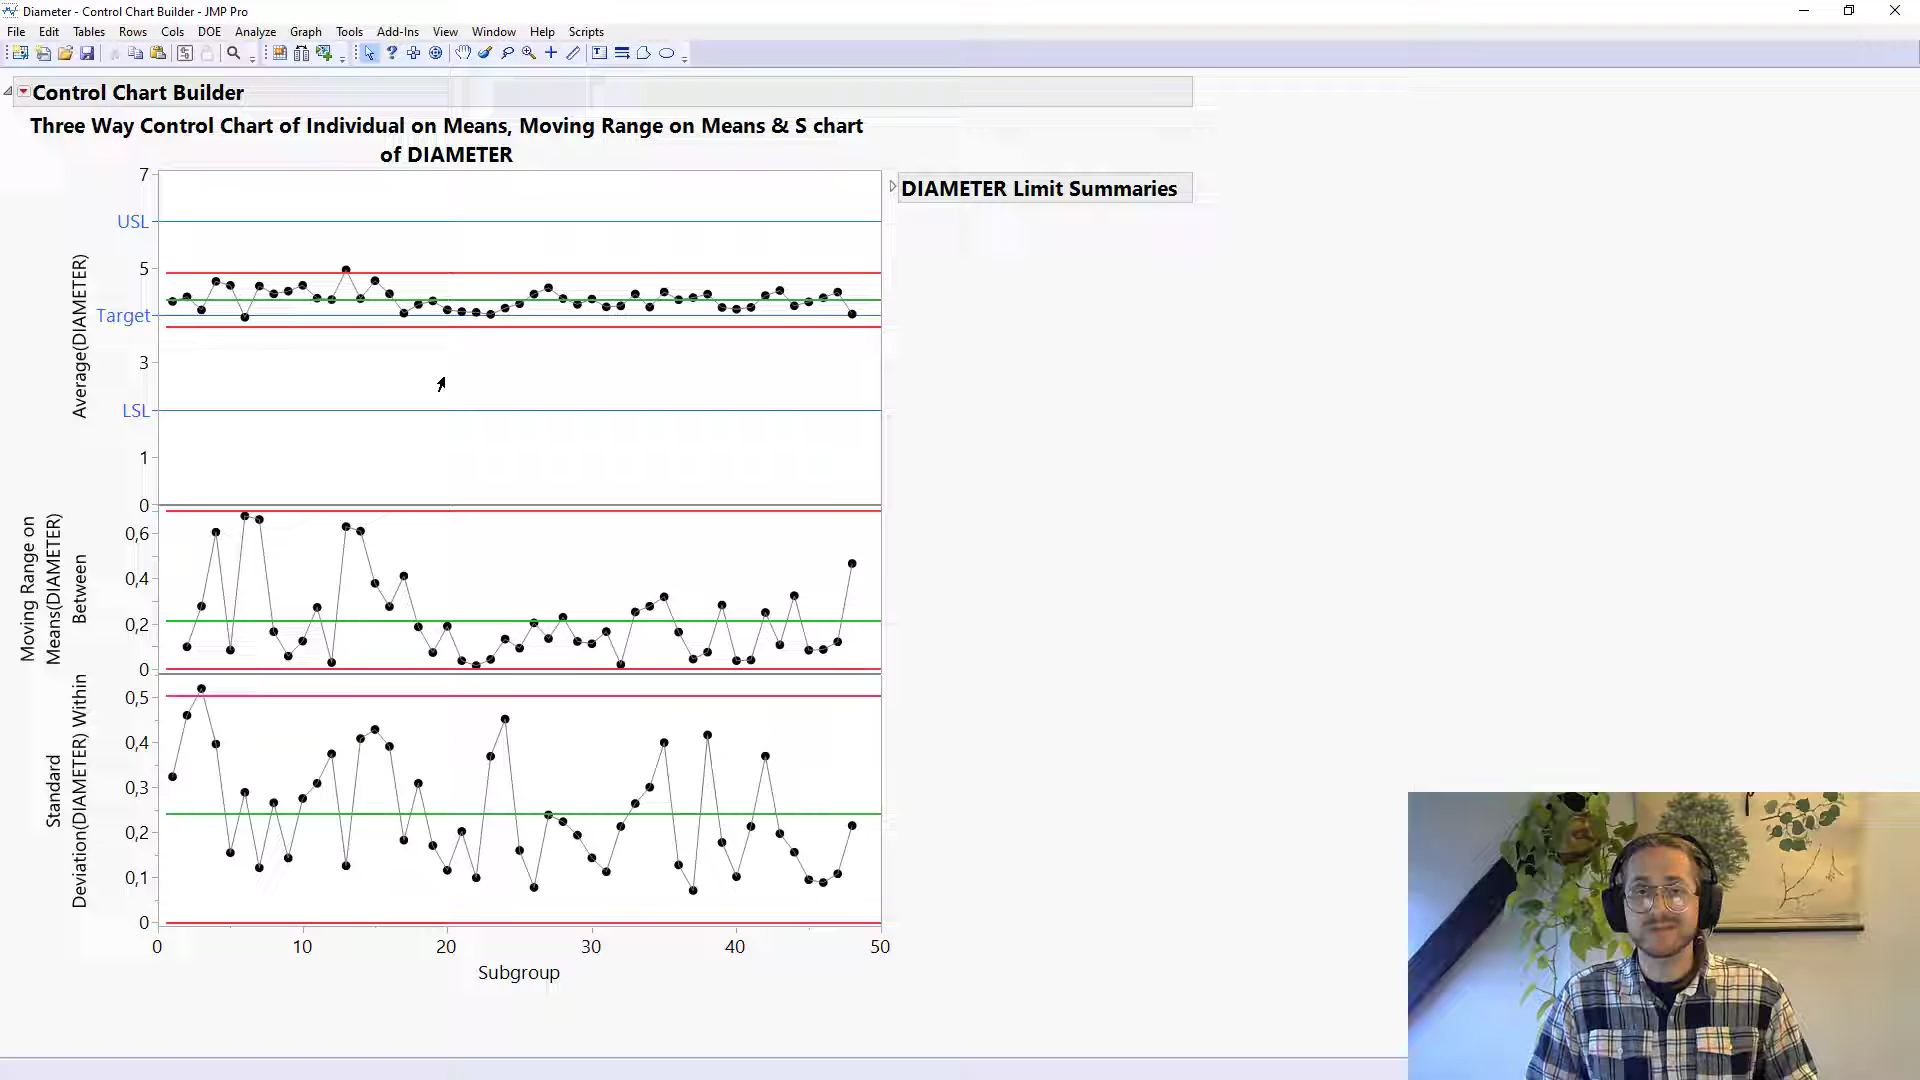 Diameter - Control Chart Builder - JMP Pro
File Edit Tables Rows Cols DOE Analyze Graph Tools Add-Ins View Window Help Scripts
Control Chart Builder
Three Way Control Chart of Individual on Means, Moving Range on Means & S chart
of DIAMETER
DIAMETER Limit Summaries
Average(DIAMETER)
7
USL
5
Target
3
LSL
1
0
Moving Range on
Means(DIAMETER)
Between
0,6
0,4
0,2
0
Standard
Deviation(DIAMETER) Within
0,5
0,4
0,3
0,2
0,1
0
0 10 20 30 40 50
Subgroup